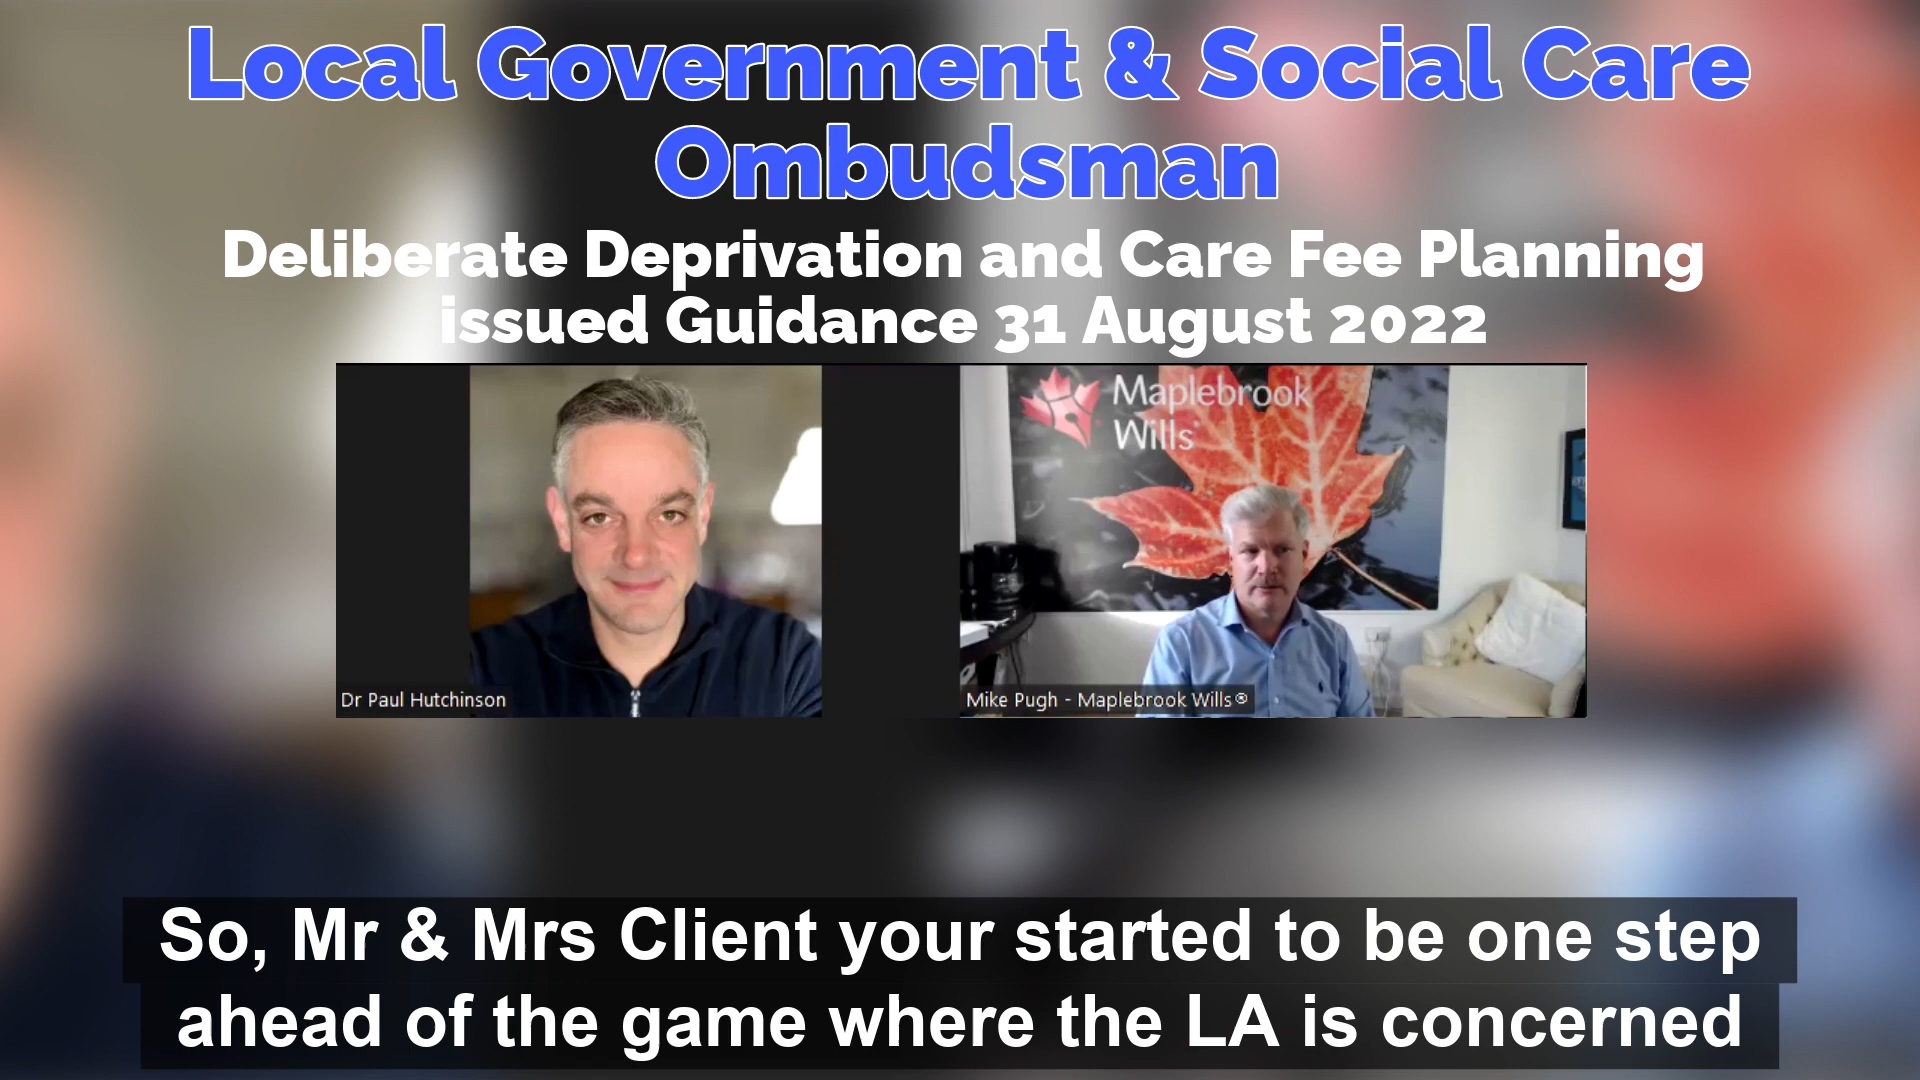 Local Government & Social Care
Ombudsman
Deliberate Deprivation and Care Fee Planning
issued Guidance 31 August 2022
Maplebrook
Wills
Dr Paul Hutchinson
Mike Pugh - Maplebrook Wills®
So, Mr & Mrs Client your started to be one step
ahead of the game where the LA is concerned